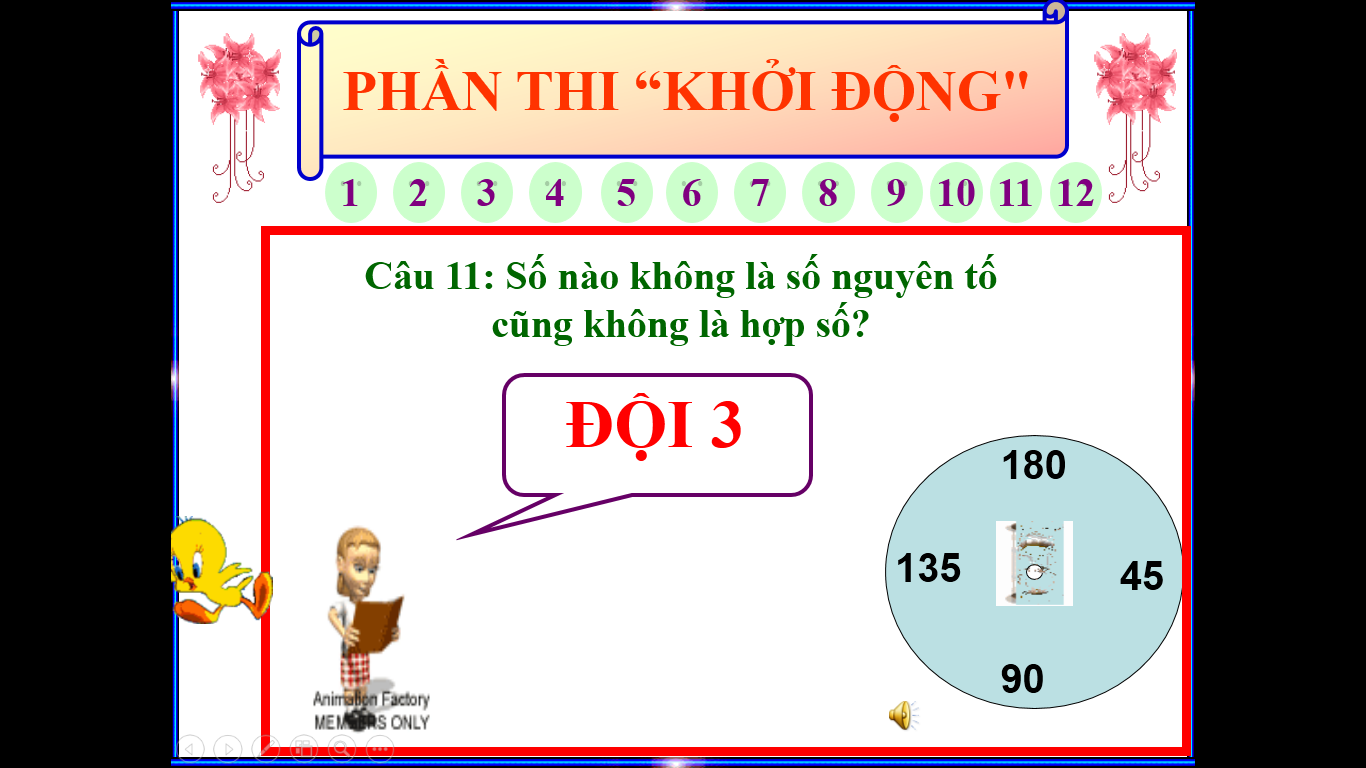 PHẦN THI “KHỞI ĐỘNG"
1 2 3 4 5 6 7 8 9 10 11 12
Câu 11: Số nào không là số nguyên tố
cũng không là hợp số?
ĐỘI 3
180
135
45
90
Animation Factory
MEMBERS ONLY